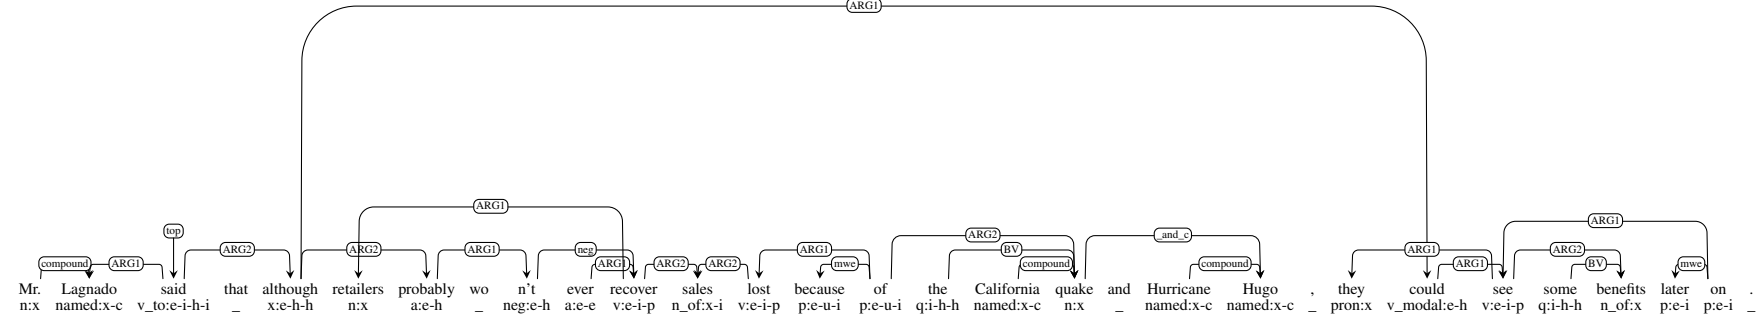 ARG1
ARG1
top
ARG2 ARG2 ARG1 neg ARG1 ARG2 BV _and_c ARG1 ARG2 ARG1
compound ARG1 ARG1 ARG2 ARG2 mwe compound compound ARG1 BV mwe
Mr. Lagnado said that although retailers probably wo n't ever recover sales lost because of the California quake and Hurricane Hugo , they could see some benefits later on .
n:x named:x-c v_to:e-i-h-i _ x:e-h-h n:x a:e-h _ neg:e-h a:e-e v:e-i-p n_of:x-i v:e-i-p p:e-u-i p:e-u-i q:i-h-h named:x-c n:x _ named:x-c named:x-c _ pron:x v_modal:e-h v:e-i-p q:i-h-h n_of:x p:e-i p:e-i _